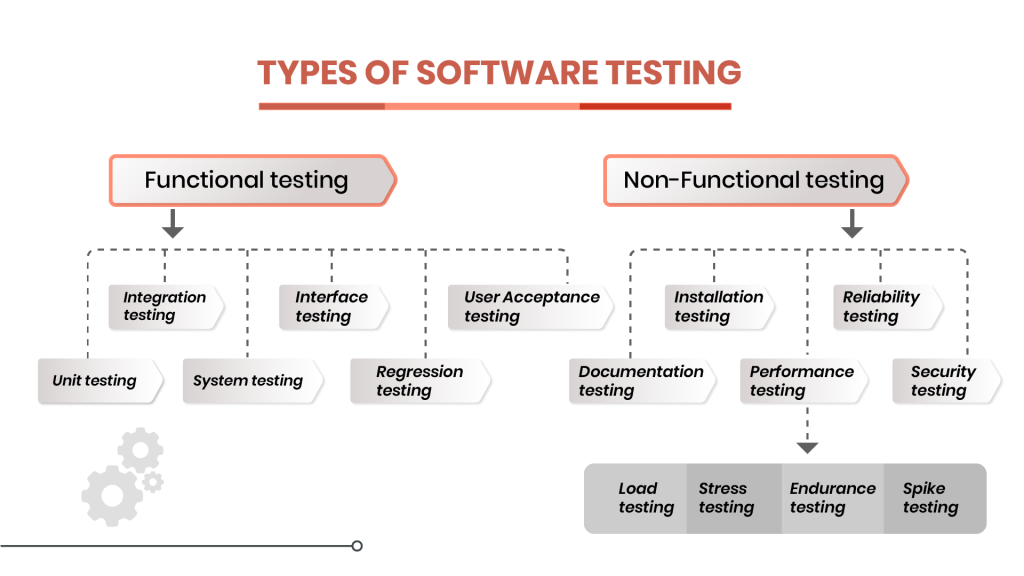 TYPES OF SOFTWARE TESTING
Functional testing
Non-Functional testing
Integration
testing
Interface
testing
User Acceptance
testing
Installation
testing
Reliability
testing
Unit testing
System testing
Regression
testing
Documentation
testing
Performance
testing
Security
testing
Load
testing
Stress
testing
Endurance
testing
Spike
testing